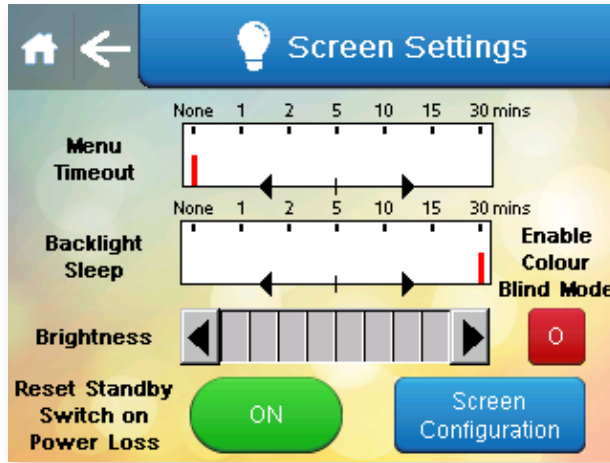 Screen Settings
None 1 2 5 10 15 30 mins
Menu
Timeout
None 1 2 5 10 15 30 mins
Backlight
Sleep
Enable
Colour
Blind Mode
Brightness
O
Reset Standby
Switch on
Power Loss
ON
Screen
Configuration